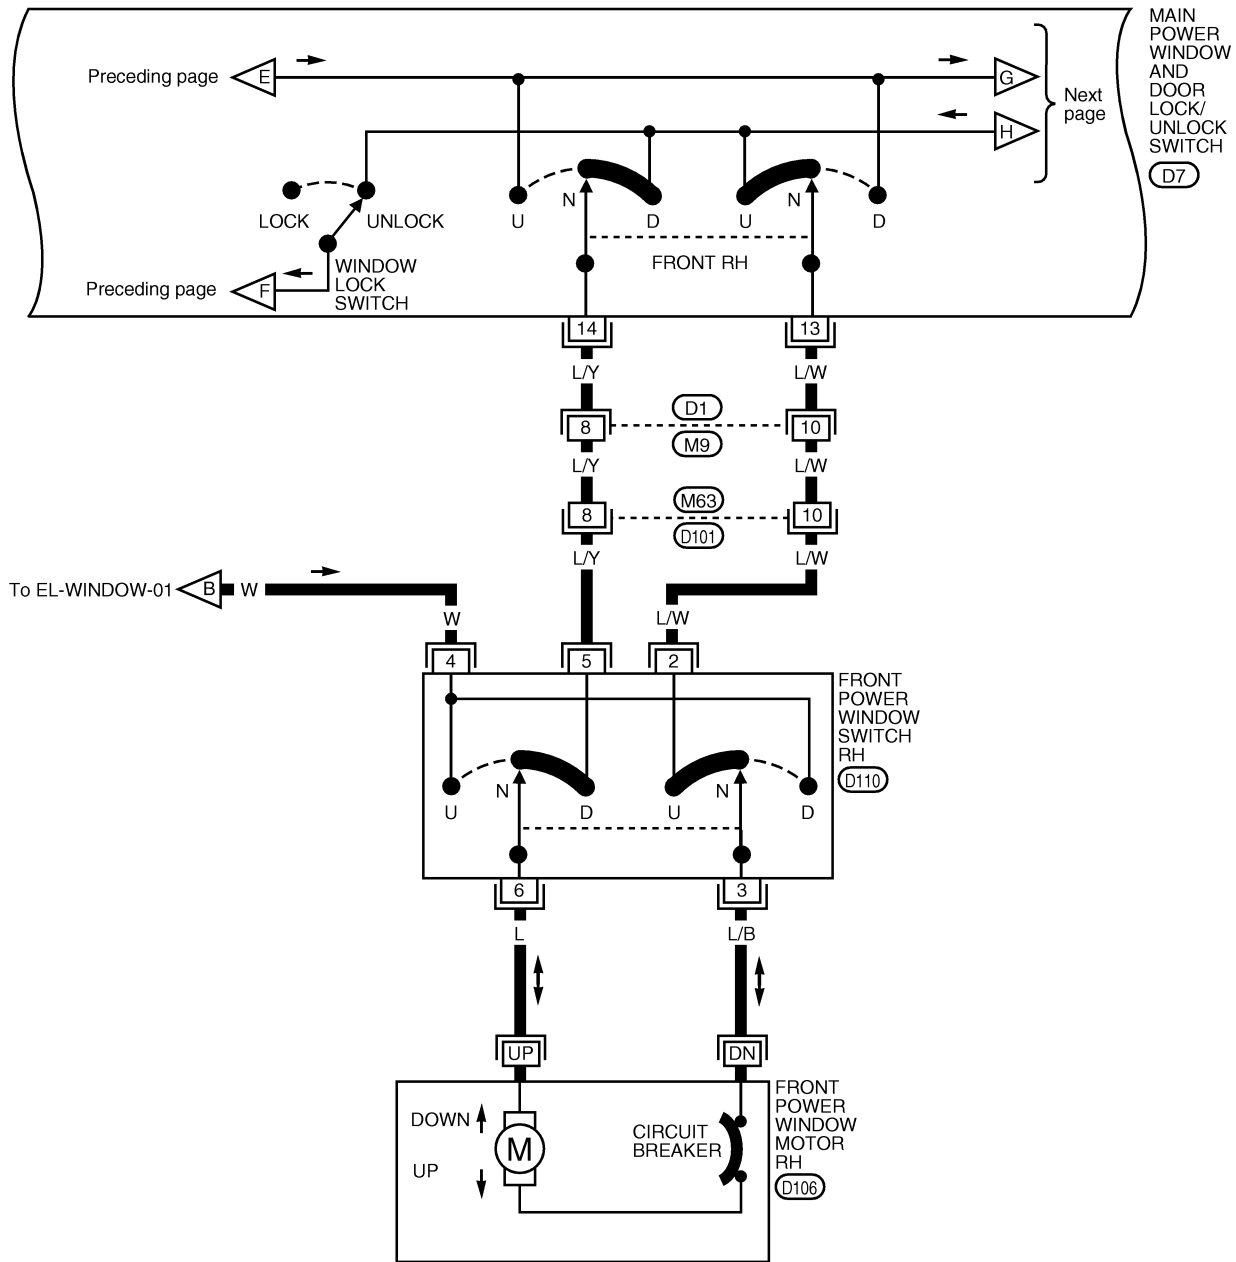 MAIN
POWER
WINDOW
AND
DOOR
LOCK/
UNLOCK
SWITCH
D7
Preceding page
E
G
H
Next
page
LOCK
UNLOCK
WINDOW
LOCK
SWITCH
Preceding page
F
U
N
D
U
N
D
FRONT RH
14
13
L/Y
L/W
D1
8
10
M9
L/Y
L/W
M63
8
10
D101
L/Y
L/W
To EL-WINDOW-01
B
W
W
L/W
4
5
2
FRONT
POWER
WINDOW
SWITCH
RH
D110
U
N
D
U
N
D
6
3
L
L/B
UP
DN
FRONT
POWER
WINDOW
MOTOR
RH
D106
DOWN
UP
M
CIRCUIT
BREAKER